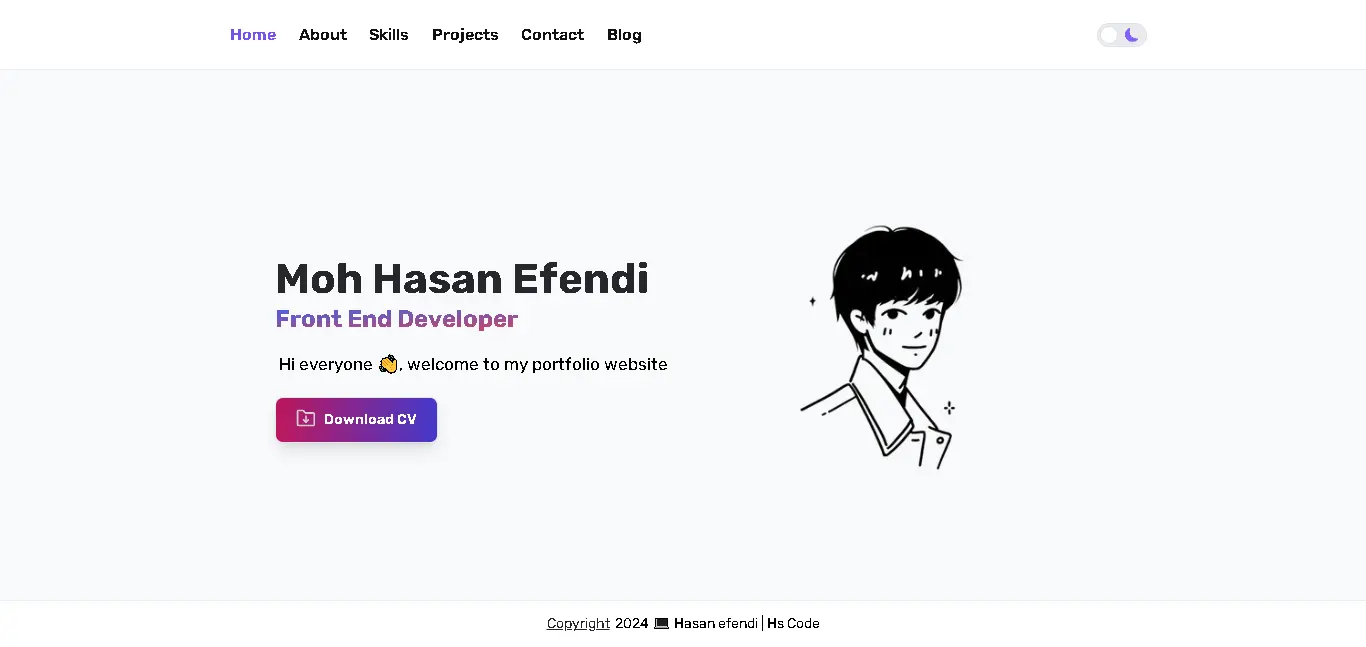 Home About Skills Projects Contact Blog
Moh Hasan Efendi
Front End Developer
Hi everyone 👏, welcome to my portfolio website
Download CV
Copyright 2024 💻 Hasan efendi | Hs Code